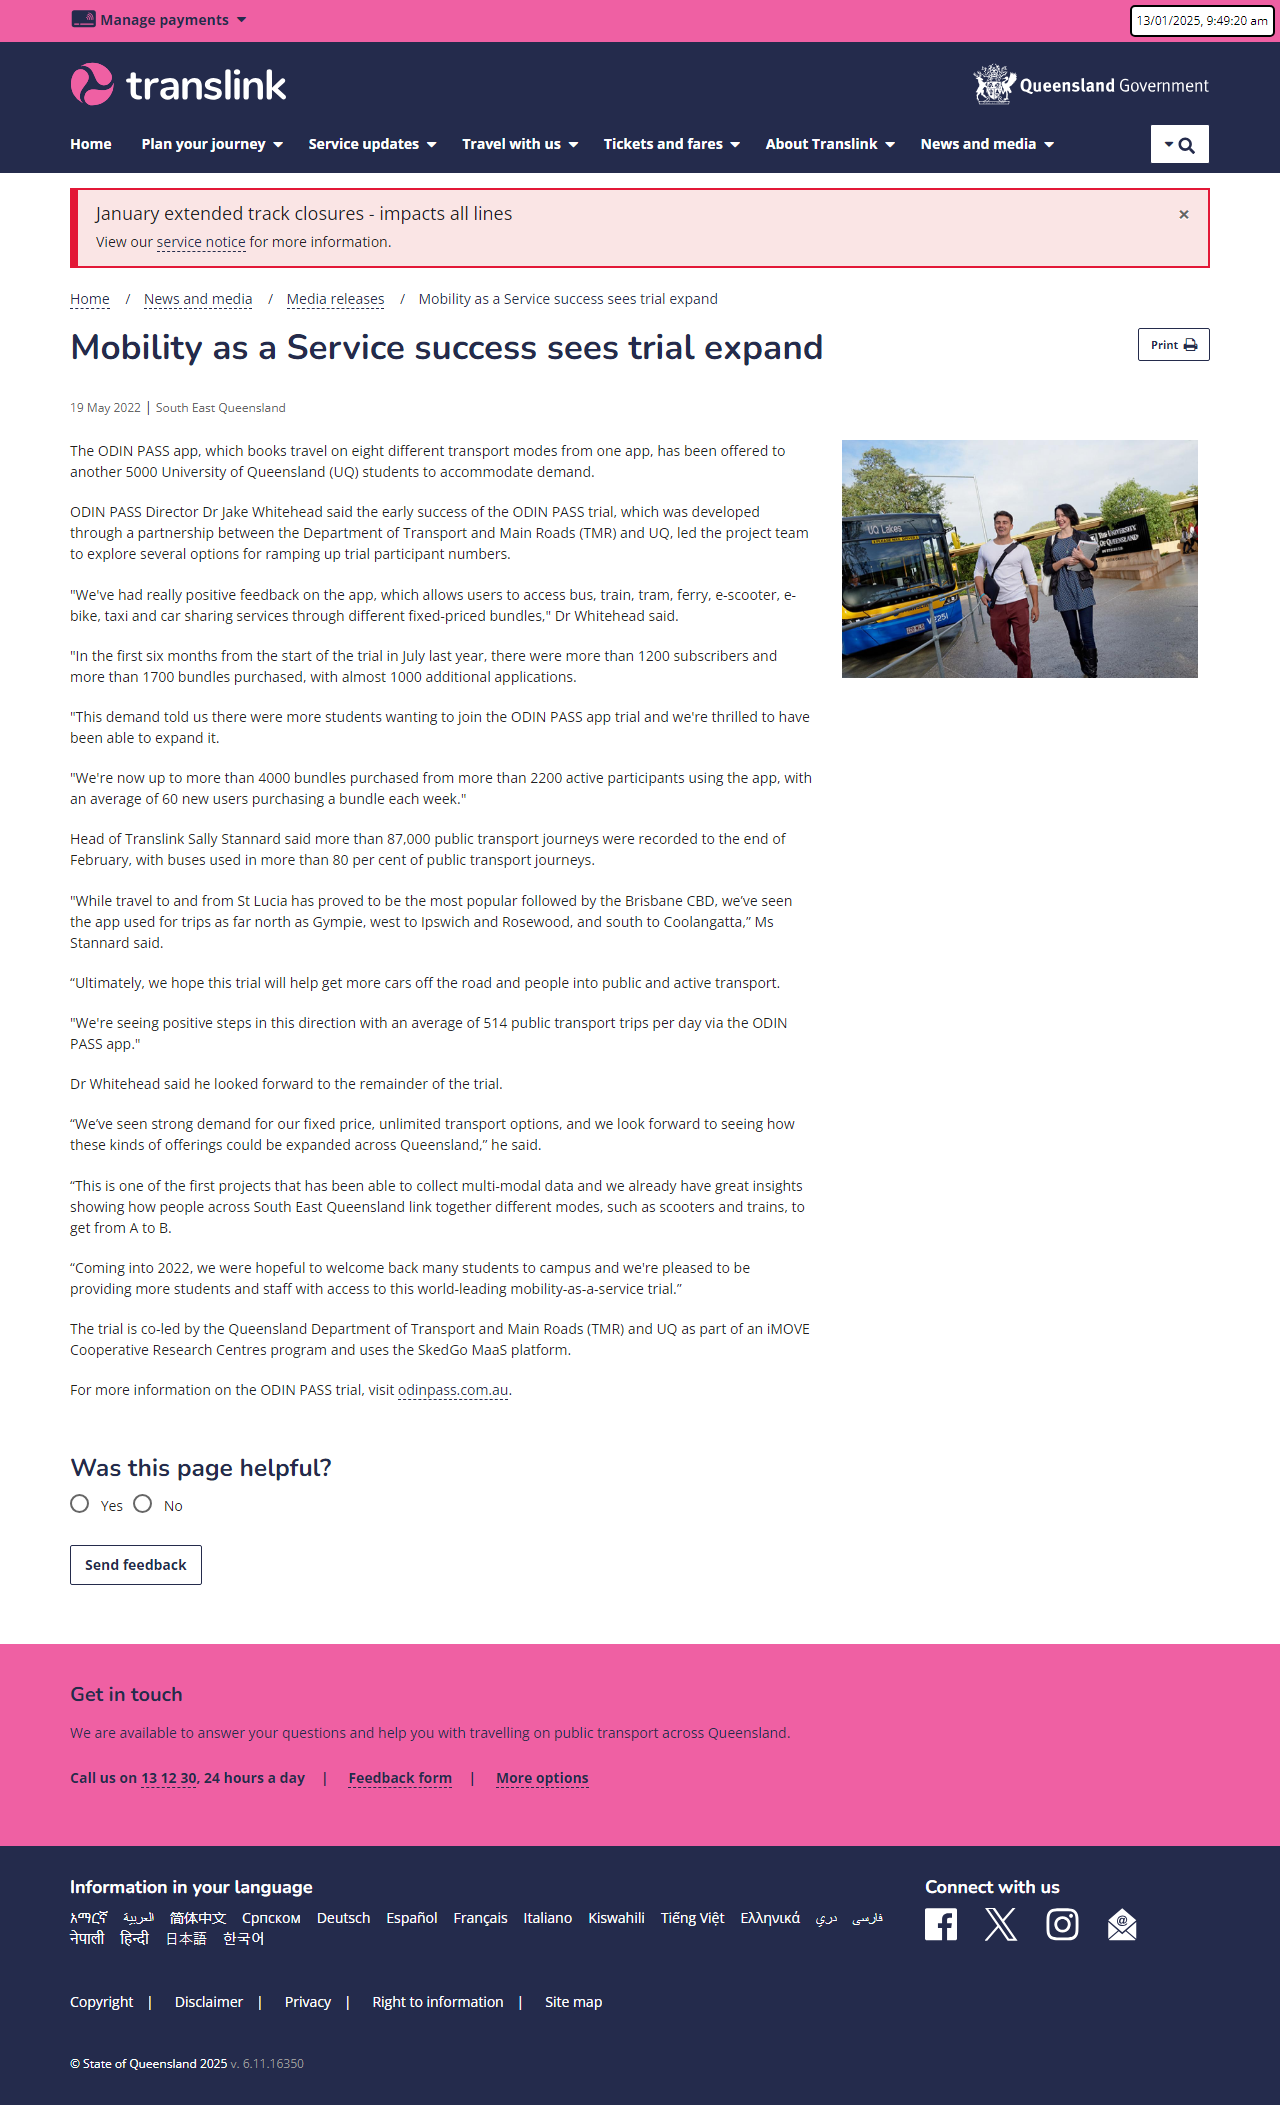 Manage payments
13/01/2025, 9:49:20 am
translink
Queensland Government
Home Plan your journey Service updates Travel with us Tickets and fares About Translink News and media
January extended track closures - impacts all lines ×
View our service notice for more information.
Home / News and media / Media releases / Mobility as a Service success sees trial expand
Mobility as a Service success sees trial expand
Print
19 May 2022 | South East Queensland
The ODIN PASS app, which books travel on eight different transport modes from one app, has been offered to
another 5000 University of Queensland (UQ) students to accommodate demand.
UQ Lakes
THE UNIVERSITY
OF QUEENSLAND
ODIN PASS Director Dr Jake Whitehead said the early success of the ODIN PASS trial, which was developed
through a partnership between the Department of Transport and Main Roads (TMR) and UQ, led the project team
to explore several options for ramping up trial participant numbers.
"We've had really positive feedback on the app, which allows users to access bus, train, tram, ferry, e-scooter, e-
bike, taxi and car sharing services through different fixed-priced bundles," Dr Whitehead said.
"In the first six months from the start of the trial in July last year, there were more than 1200 subscribers and
more than 1700 bundles purchased, with almost 1000 additional applications.
"This demand told us there were more students wanting to join the ODIN PASS app trial and we're thrilled to have
been able to expand it.
"We're now up to more than 4000 bundles purchased from more than 2200 active participants using the app, with
an average of 60 new users purchasing a bundle each week."
Head of Translink Sally Stannard said more than 87,000 public transport journeys were recorded to the end of
February, with buses used in more than 80 per cent of public transport journeys.
"While travel to and from St Lucia has proved to be the most popular followed by the Brisbane CBD, we’ve seen
the app used for trips as far north as Gympie, west to Ipswich and Rosewood, and south to Coolangatta,” Ms
Stannard said.
“Ultimately, we hope this trial will help get more cars off the road and people into public and active transport.
"We're seeing positive steps in this direction with an average of 514 public transport trips per day via the ODIN
PASS app."
Dr Whitehead said he looked forward to the remainder of the trial.
“We’ve seen strong demand for our fixed price, unlimited transport options, and we look forward to seeing how
these kinds of offerings could be expanded across Queensland,” he said.
“This is one of the first projects that has been able to collect multi-modal data and we already have great insights
showing how people across South East Queensland link together different modes, such as scooters and trains, to
get from A to B.
“Coming into 2022, we were hopeful to welcome back many students to campus and we're pleased to be
providing more students and staff with access to this world-leading mobility-as-a-service trial.”
The trial is co-led by the Queensland Department of Transport and Main Roads (TMR) and UQ as part of an iMOVE
Cooperative Research Centres program and uses the SkedGo MaaS platform.
For more information on the ODIN PASS trial, visit odinpass.com.au.
Was this page helpful?
Yes No
Send feedback
Get in touch
We are available to answer your questions and help you with travelling on public transport across Queensland.
Call us on 13 12 30, 24 hours a day | Feedback form | More options
Information in your language
አማርኛ العربية 简体中文 Српском Deutsch Español Français Italiano Kiswahili Tiếng Việt Ελληνικά دری فارسی
नेपाली हिन्दी 日本語 한국어
Connect with us
Copyright | Disclaimer | Privacy | Right to information | Site map
© State of Queensland 2025 v. 6.11.16350